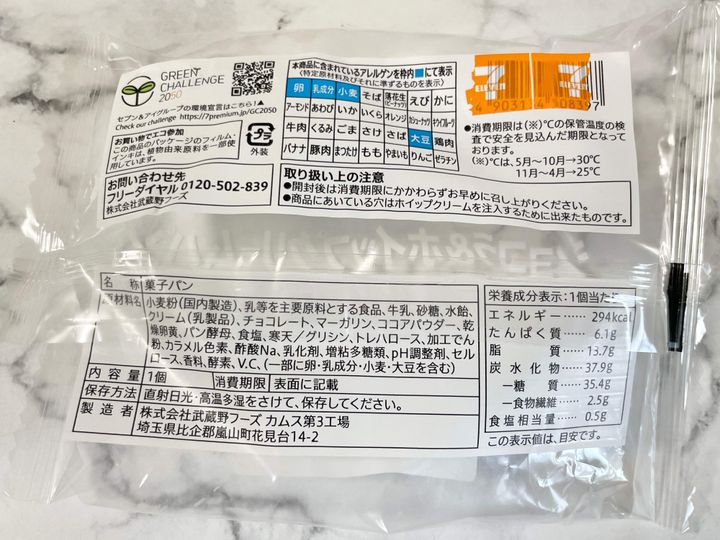 GREEN
CHALLENGE
2050
セブン&アイグループの環境宣言はこちら!▲
Check our challenge https://7premium.jp/GC2050
お買い物でエコ参加
この商品のパッケージのフィルム・
インキは、植物由来原料を一部使
用しています。
プラ
外装
お問い合わせ先
フリーダイヤル0120-502-839
株式会社武蔵野フーズ
本商品に含まれているアレルゲンを枠内■にて表示
(特定原材料及びそれに準ずるものを表示)
卵 乳成分 小麦 そば 落花生(ピーナッツ) えび かに
アーモンド あわび いか いくら オレンジ カシューナッツ キウイフルーツ
牛肉 くるみ ごま さけ さば 大豆 鶏肉
バナナ 豚肉 まつたけ もも やまいも りんご ゼラチン
取り扱い上の注意
●開封後は消費期限にかかわらずお早めに召し上がりください。
●商品にあいている穴はホイップクリームを注入するために出来たものです。
7 ELEVEN 7 ELEVEN
●消費期限は(※)℃の保管温度の検
査で安全を見込んだ期限となって
おります。
(※)℃は、5月~10月→30℃
11月~4月→25℃
名 称 菓子パン
原材料名 小麦粉(国内製造)、乳等を主要原料とする食品、牛乳、砂糖、水飴、
クリーム(乳製品)、チョコレート、マーガリン、ココアパウダー、乾
燥卵黄、パン酵母、食塩、寒天/グリシン、トレハロース、加工でん
粉、カラメル色素、酢酸Na、乳化剤、増粘多糖類、pH調整剤、セル
ロース、香料、酵素、V.C、(一部に卵・乳成分・小麦・大豆を含む)
内容量 1個 消費期限 表面に記載
保存方法 直射日光・高温多湿をさけて、保存してください。
製造者 株式会社武蔵野フーズ カムス第3工場
埼玉県比企郡嵐山町花見台14-2
栄養成分表示:1個当たり
エネルギー……294kcal
たんぱく質……6.1g
脂 質……13.7g
炭水化物……37.9g
―糖 質……35.4g
―食物繊維……2.5g
食塩相当量……0.5g
この表示値は、目安です。